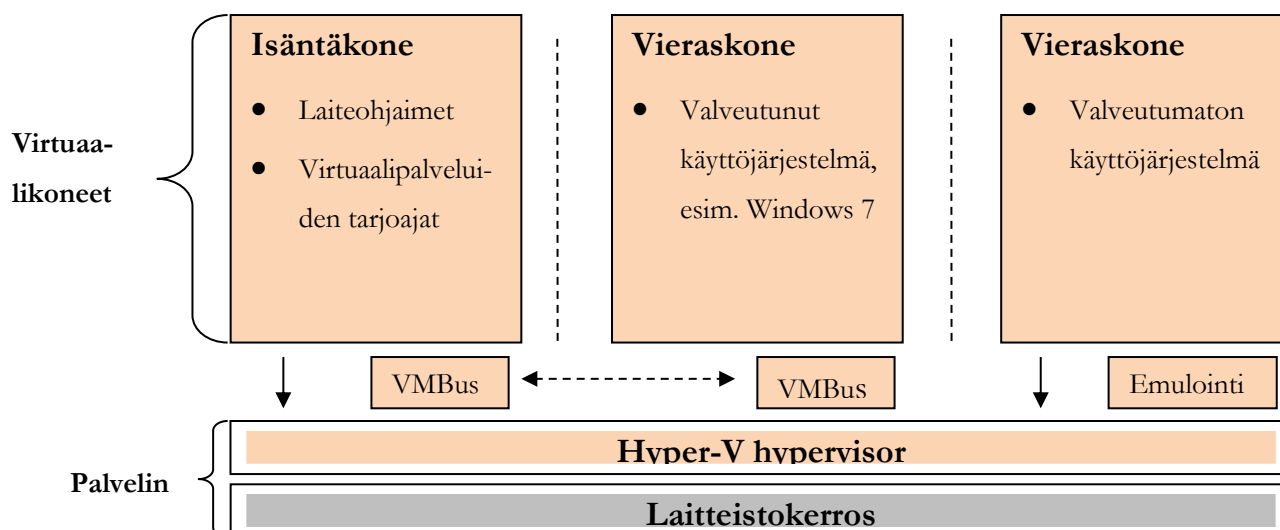 Virtuaa-
likoneet
Isäntäkone
● Laiteohjaimet
● Virtuaalipalvelui-
den tarjoajat
Vieraskone
● Valveutunut
käyttöjärjestelmä,
esim. Windows 7
Vieraskone
● Valveutumaton
käyttöjärjestelmä
VMBus
VMBus
Emulointi
Palvelin
Hyper-V hypervisor
Laitteistokerros